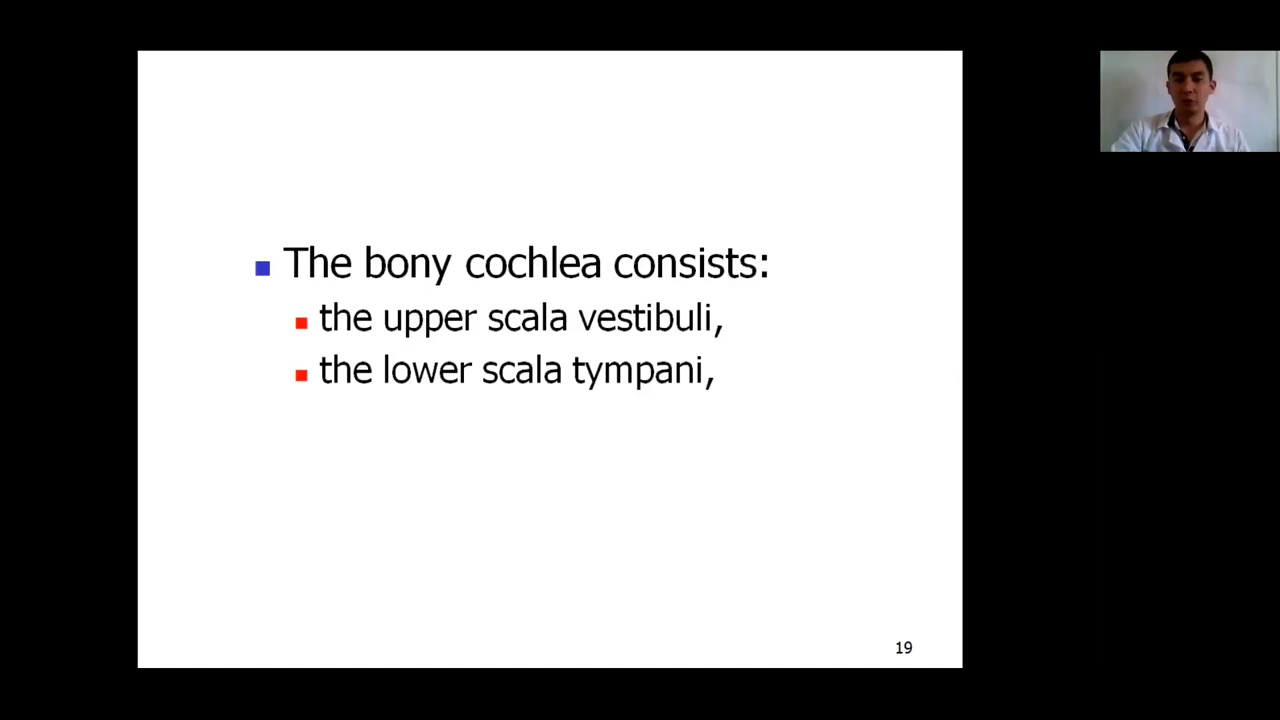 The bony cochlea consists:
the upper scala vestibuli,
the lower scala tympani,
19